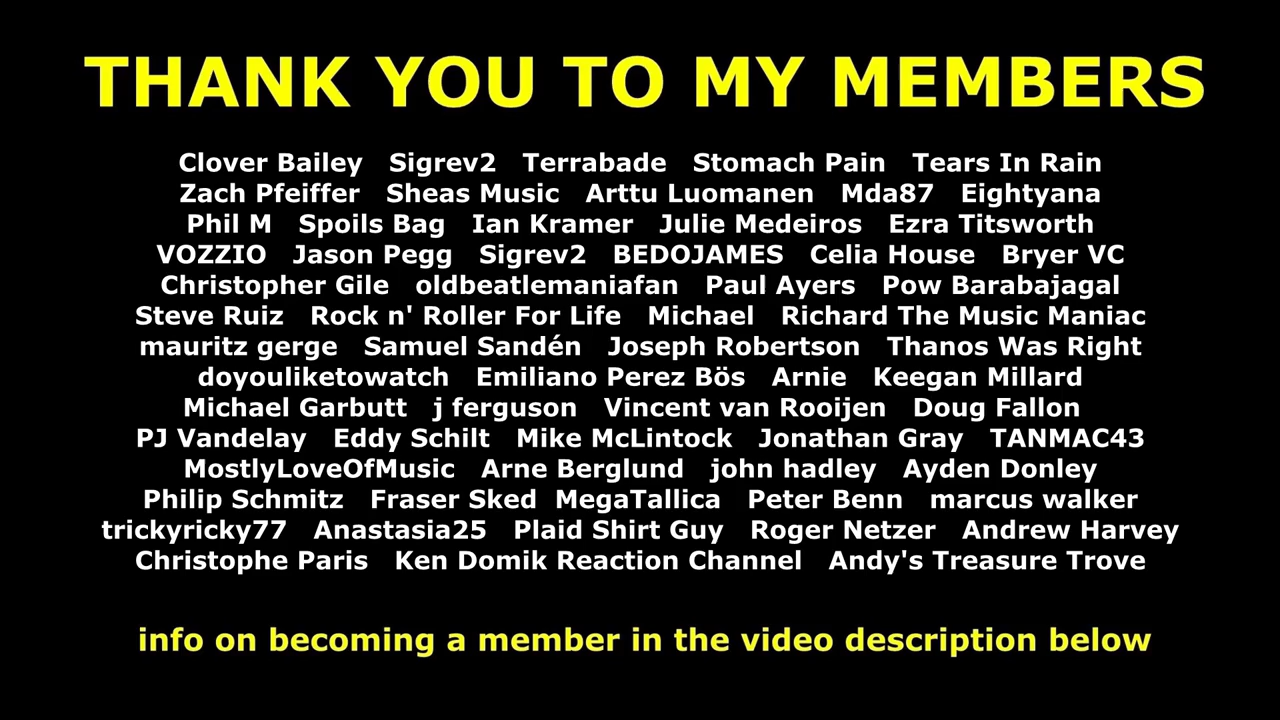 THANK YOU TO MY MEMBERS
Clover Bailey Sigrev2 Terrabade Stomach Pain Tears In Rain
Zach Pfeiffer Sheas Music Arttu Luomanen Mda87 Eightyana
Phil M Spoils Bag Ian Kramer Julie Medeiros Ezra Titsworth
VOZZIO Jason Pegg Sigrev2 BEDOJAMES Celia House Bryer VC
Christopher Gile oldbeatlemaniafan Paul Ayers Pow Barabajagal
Steve Ruiz Rock n' Roller For Life Michael Richard The Music Maniac
mauritz gerge Samuel Sandén Joseph Robertson Thanos Was Right
doyouliketowatch Emiliano Perez Bös Arnie Keegan Millard
Michael Garbutt j ferguson Vincent van Rooijen Doug Fallon
PJ Vandelay Eddy Schilt Mike McLintock Jonathan Gray TANMAC43
MostlyLoveOfMusic Arne Berglund john hadley Ayden Donley
Philip Schmitz Fraser Sked MegaTallica Peter Benn marcus walker
trickyricky77 Anastasia25 Plaid Shirt Guy Roger Netzer Andrew Harvey
Christophe Paris Ken Domik Reaction Channel Andy's Treasure Trove
info on becoming a member in the video description below